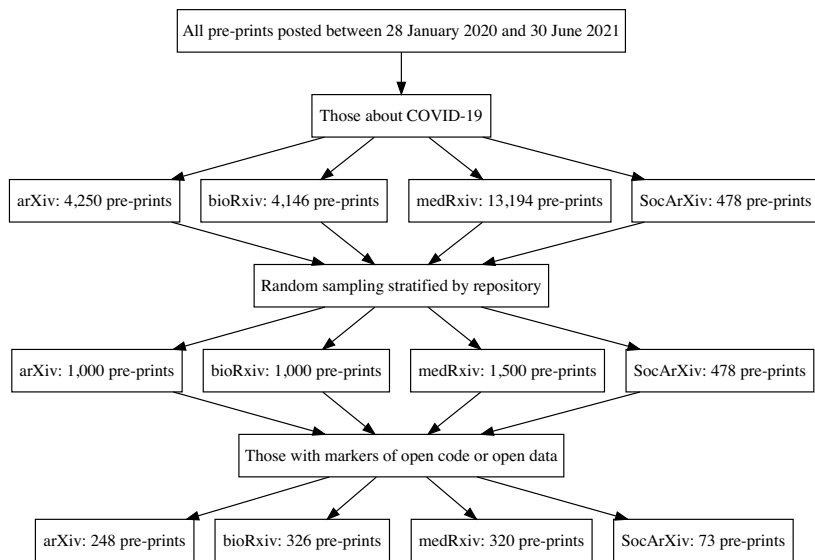 All pre-prints posted between 28 January 2020 and 30 June 2021
Those about COVID-19
arXiv: 4,250 pre-prints
bioRxiv: 4,146 pre-prints
medRxiv: 13,194 pre-prints
SocArXiv: 478 pre-prints
Random sampling stratified by repository
arXiv: 1,000 pre-prints
bioRxiv: 1,000 pre-prints
medRxiv: 1,500 pre-prints
SocArXiv: 478 pre-prints
Those with markers of open code or open data
arXiv: 248 pre-prints
bioRxiv: 326 pre-prints
medRxiv: 320 pre-prints
SocArXiv: 73 pre-prints